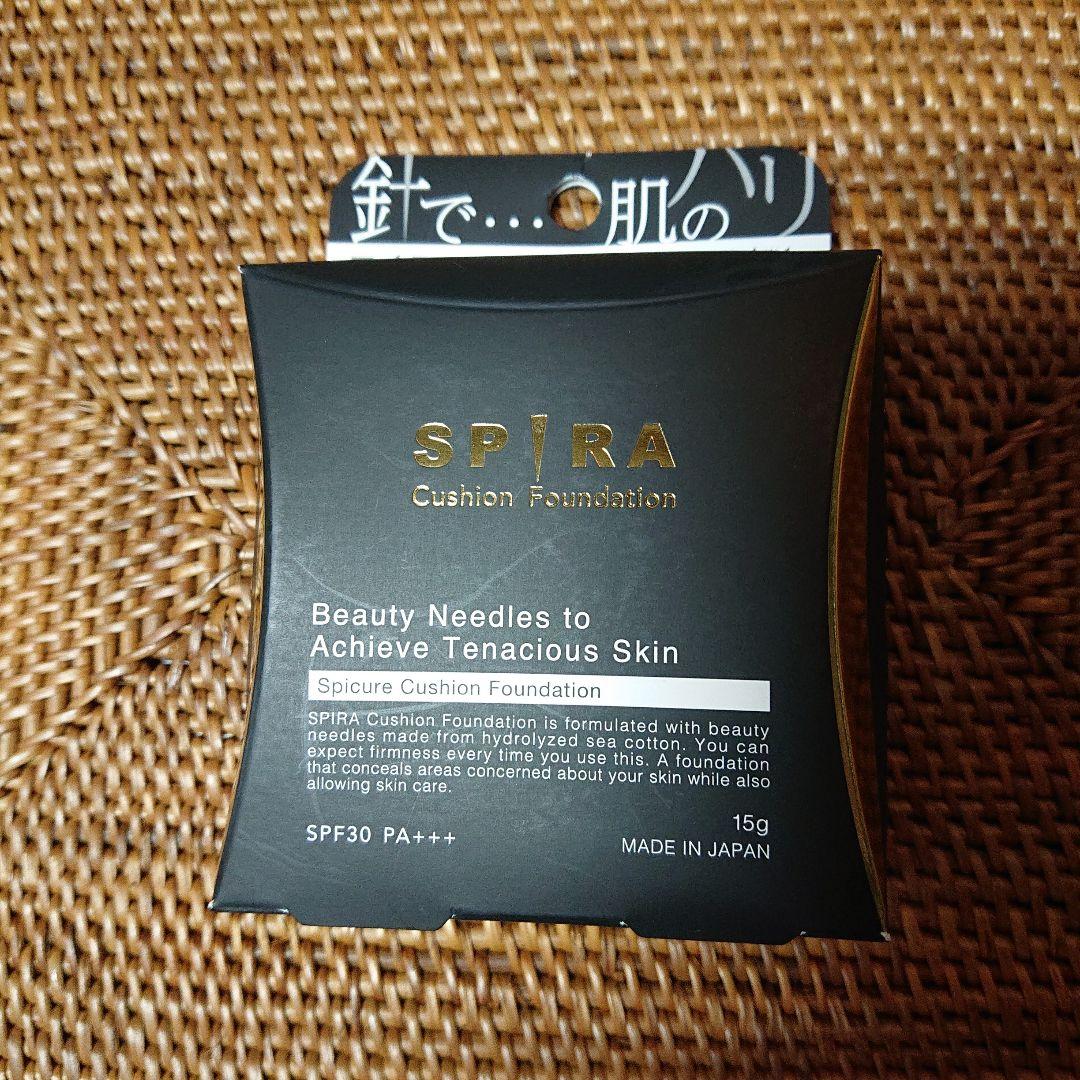 針で…肌のハリ
SPIRA
Cushion Foundation
Beauty Needles to
Achieve Tenacious Skin
Spicure Cushion Foundation
SPIRA Cushion Foundation is formulated with beauty
needles made from hydrolyzed sea cotton. You can
expect firmness every time you use this. A foundation
that conceals areas concerned about your skin while also
allowing skin care.
SPF30 PA+++
15g
MADE IN JAPAN